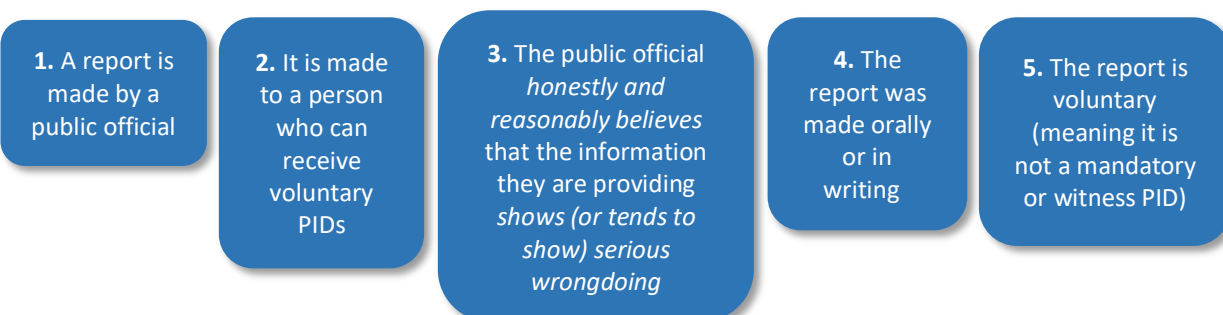 1. A report is
made by a
public official
2. It is made
to a person
who can
receive
voluntary
PIDs
3. The public official
honestly and
reasonably believes
that the information
they are providing
shows (or tends to
show) serious
wrongdoing
4. The
report was
made orally
or in
writing
5. The report is
voluntary
(meaning it is
not a mandatory
or witness PID)